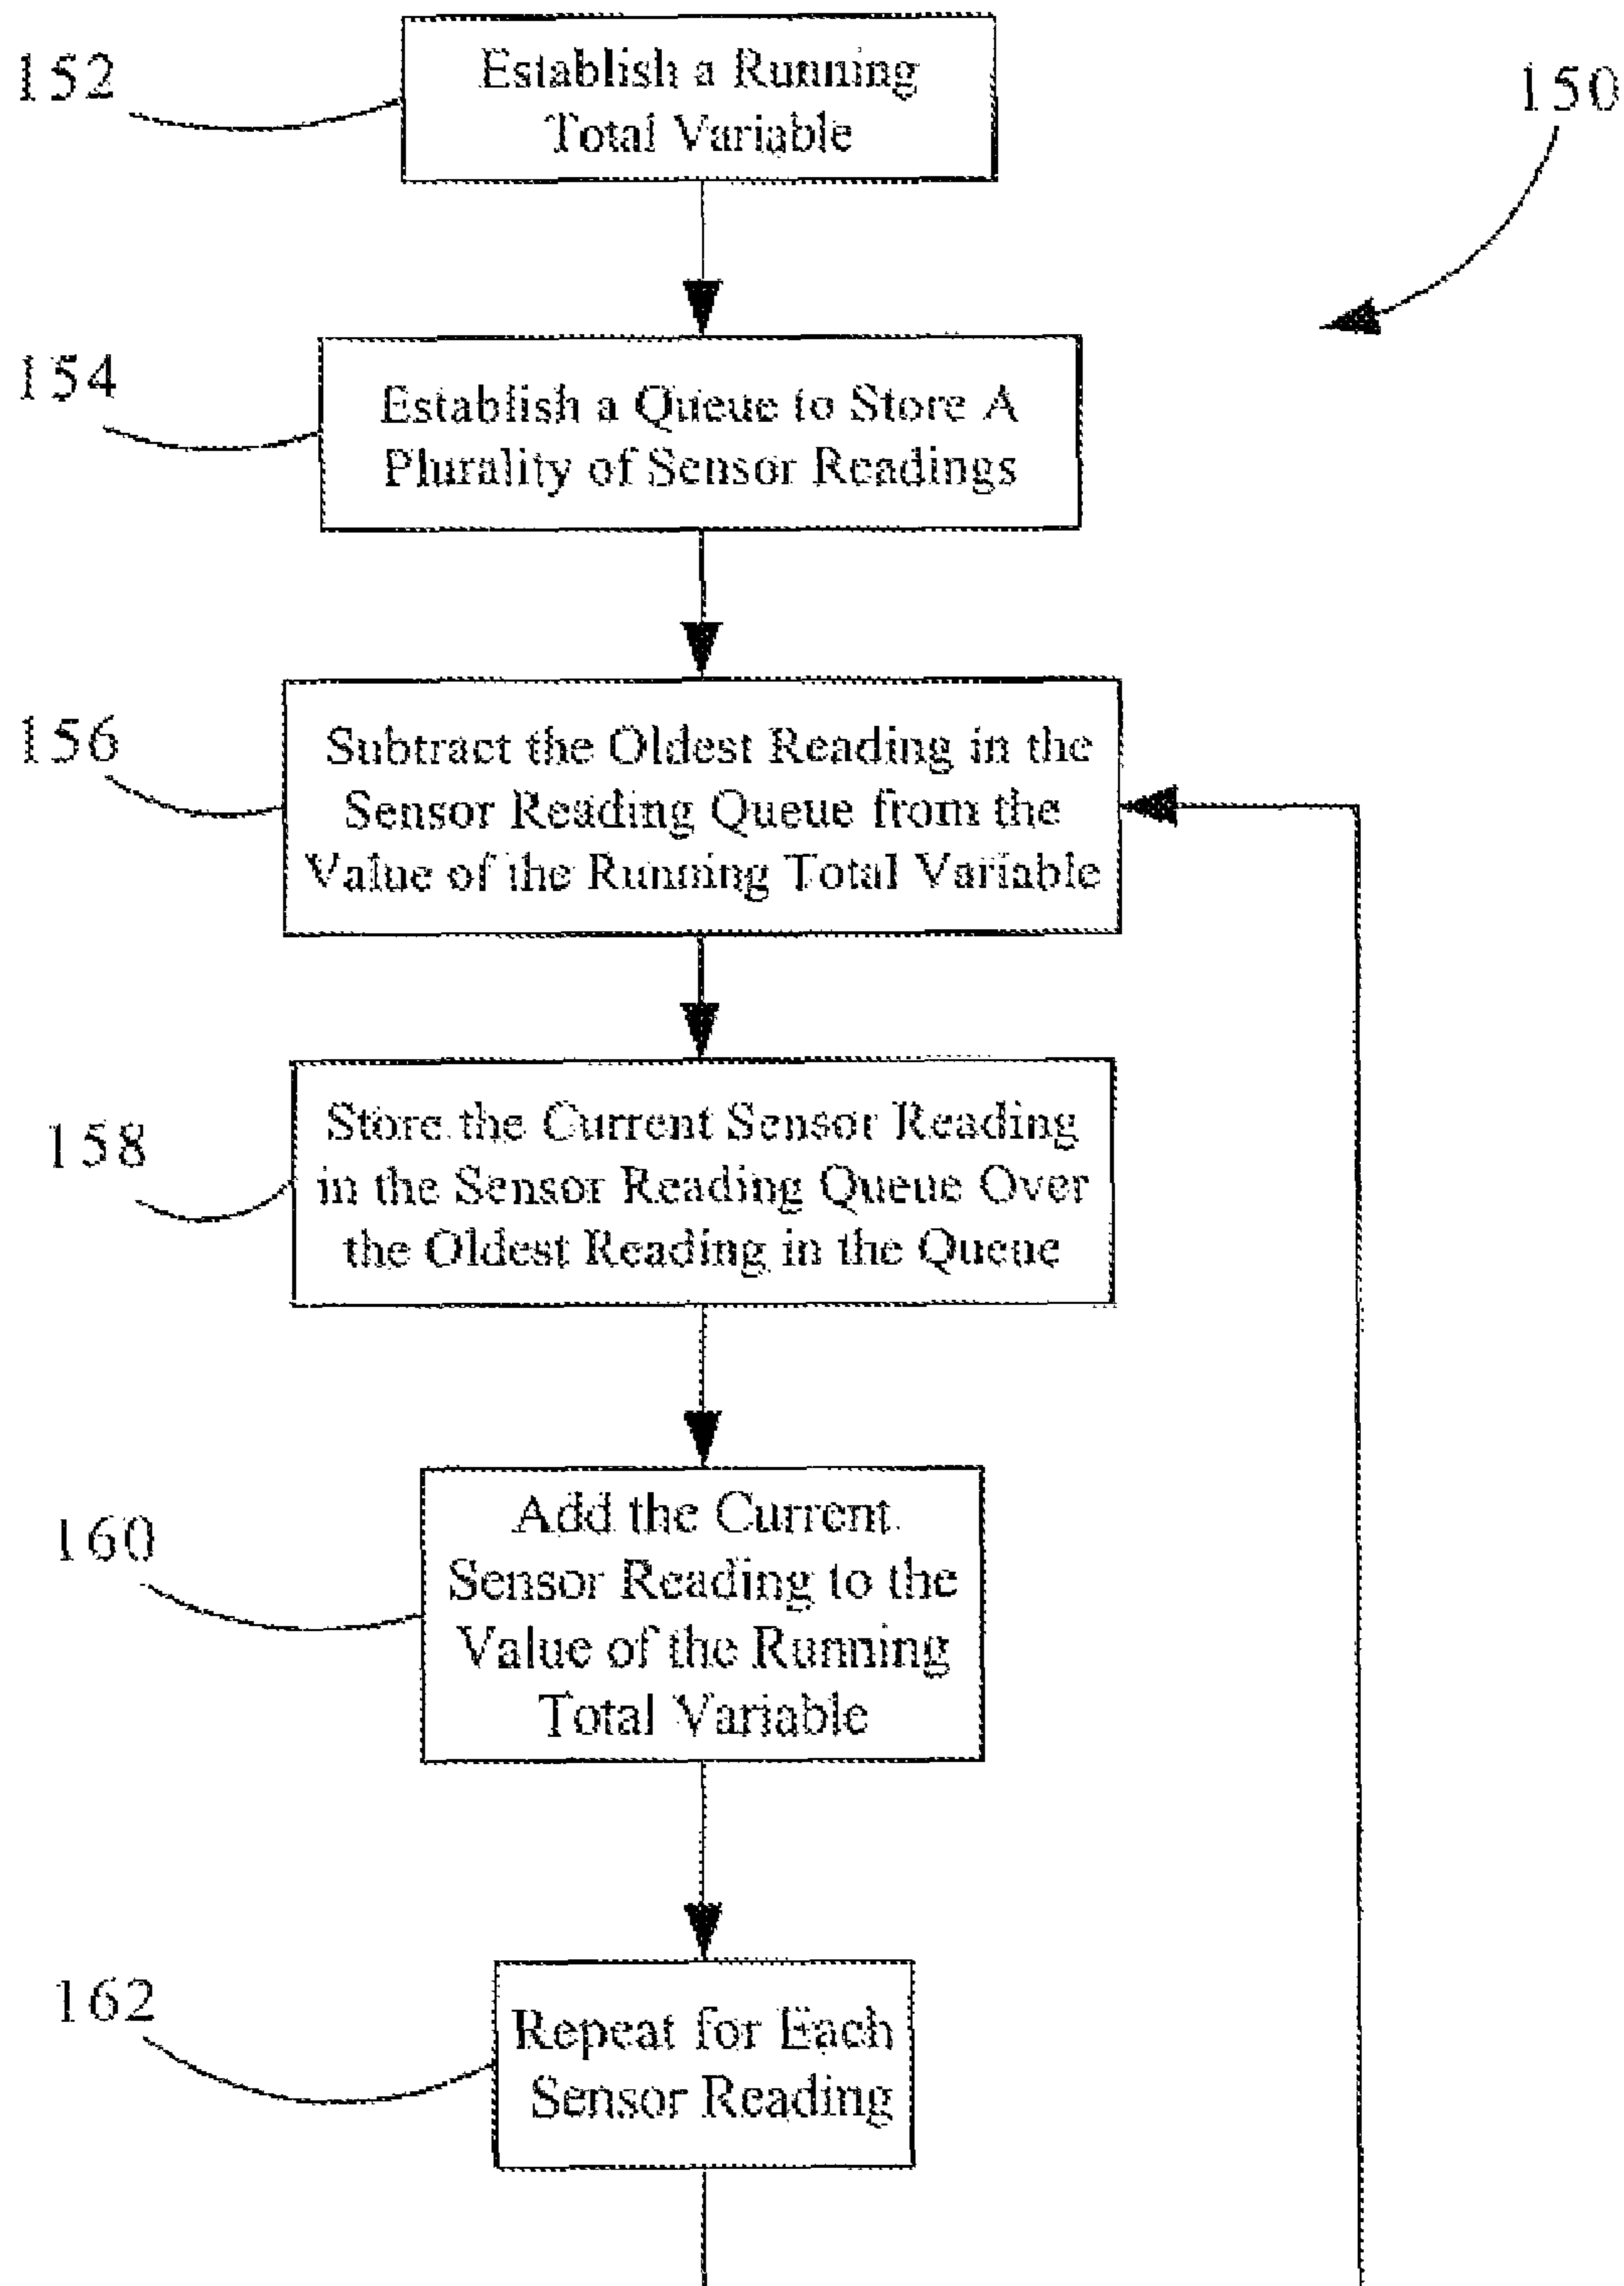 152
Establish a Running
Total Variable
150
154
Establish a Queue to Store A
Plurality of Sensor Readings
156
Subtract the Oldest Reading in the
Sensor Reading Queue from the
Value of the Running Total Variable
158
Store the Current Sensor Reading
in the Sensor Reading Queue Over
the Oldest Reading in the Queue
160
Add the Current
Sensor Reading to the
Value of the Running
Total Variable
162
Repeat for Each
Sensor Reading